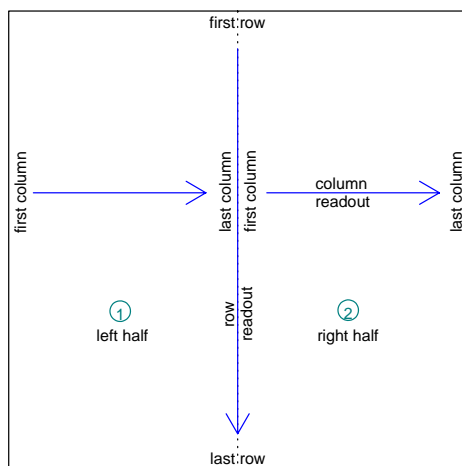 first row
first column
last column
first column
column
readout
last column
1
left half
row
readout
2
right half
last row